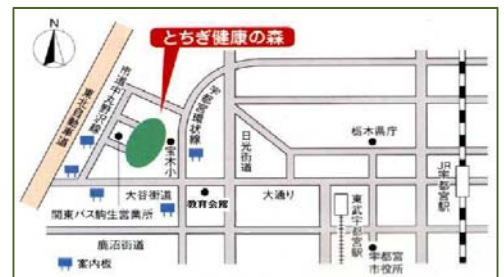 N
とちぎ健康の森
東北自動車道
市道中丸野沢線
宇都宮環状線
宝木小
日光街道
栃木県庁
JR宇都宮駅
大谷街道
教育会館
大通り
東武宇都宮駅
関東バス駒生営業所
鹿沼街道
宇都宮
市役所
案内板